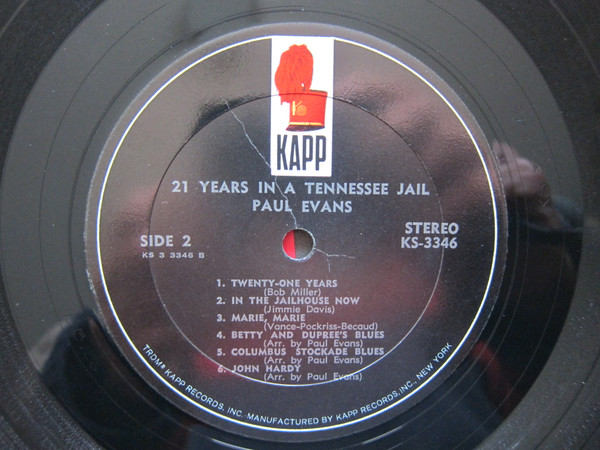 KAPP
21 YEARS IN A TENNESSEE JAIL
PAUL EVANS
SIDE 2
KS 3 3346 B
STEREO
KS-3346
1. TWENTY-ONE YEARS
(Bob Miller)
2. IN THE JAILHOUSE NOW
(Jimmie Davis)
3. MARIE, MARIE
(Vance-Pockriss-Becaud)
4. BETTY AND DUPREE'S BLUES
(Arr. by Paul Evans)
5. COLUMBUS STOCKADE BLUES
(Arr. by Paul Evans)
6. JOHN HARDY
(Arr. by Paul Evans)
TRDM® KAPP RECORDS, INC. MANUFACTURED BY KAPP RECORDS, INC., NEW YORK